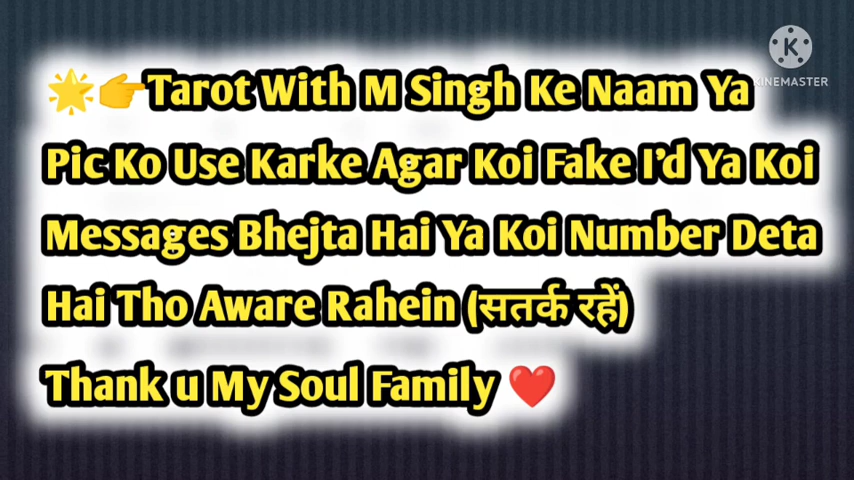 🌟👉Tarot With M Singh Ke Naam Ya
Pic Ko Use Karke Agar Koi Fake I'd Ya Koi
Messages Bhejta Hai Ya Koi Number Deta
Hai Tho Aware Rahein (सतर्क रहें)
Thank u My Soul Family ❤️
K
KINEMASTER